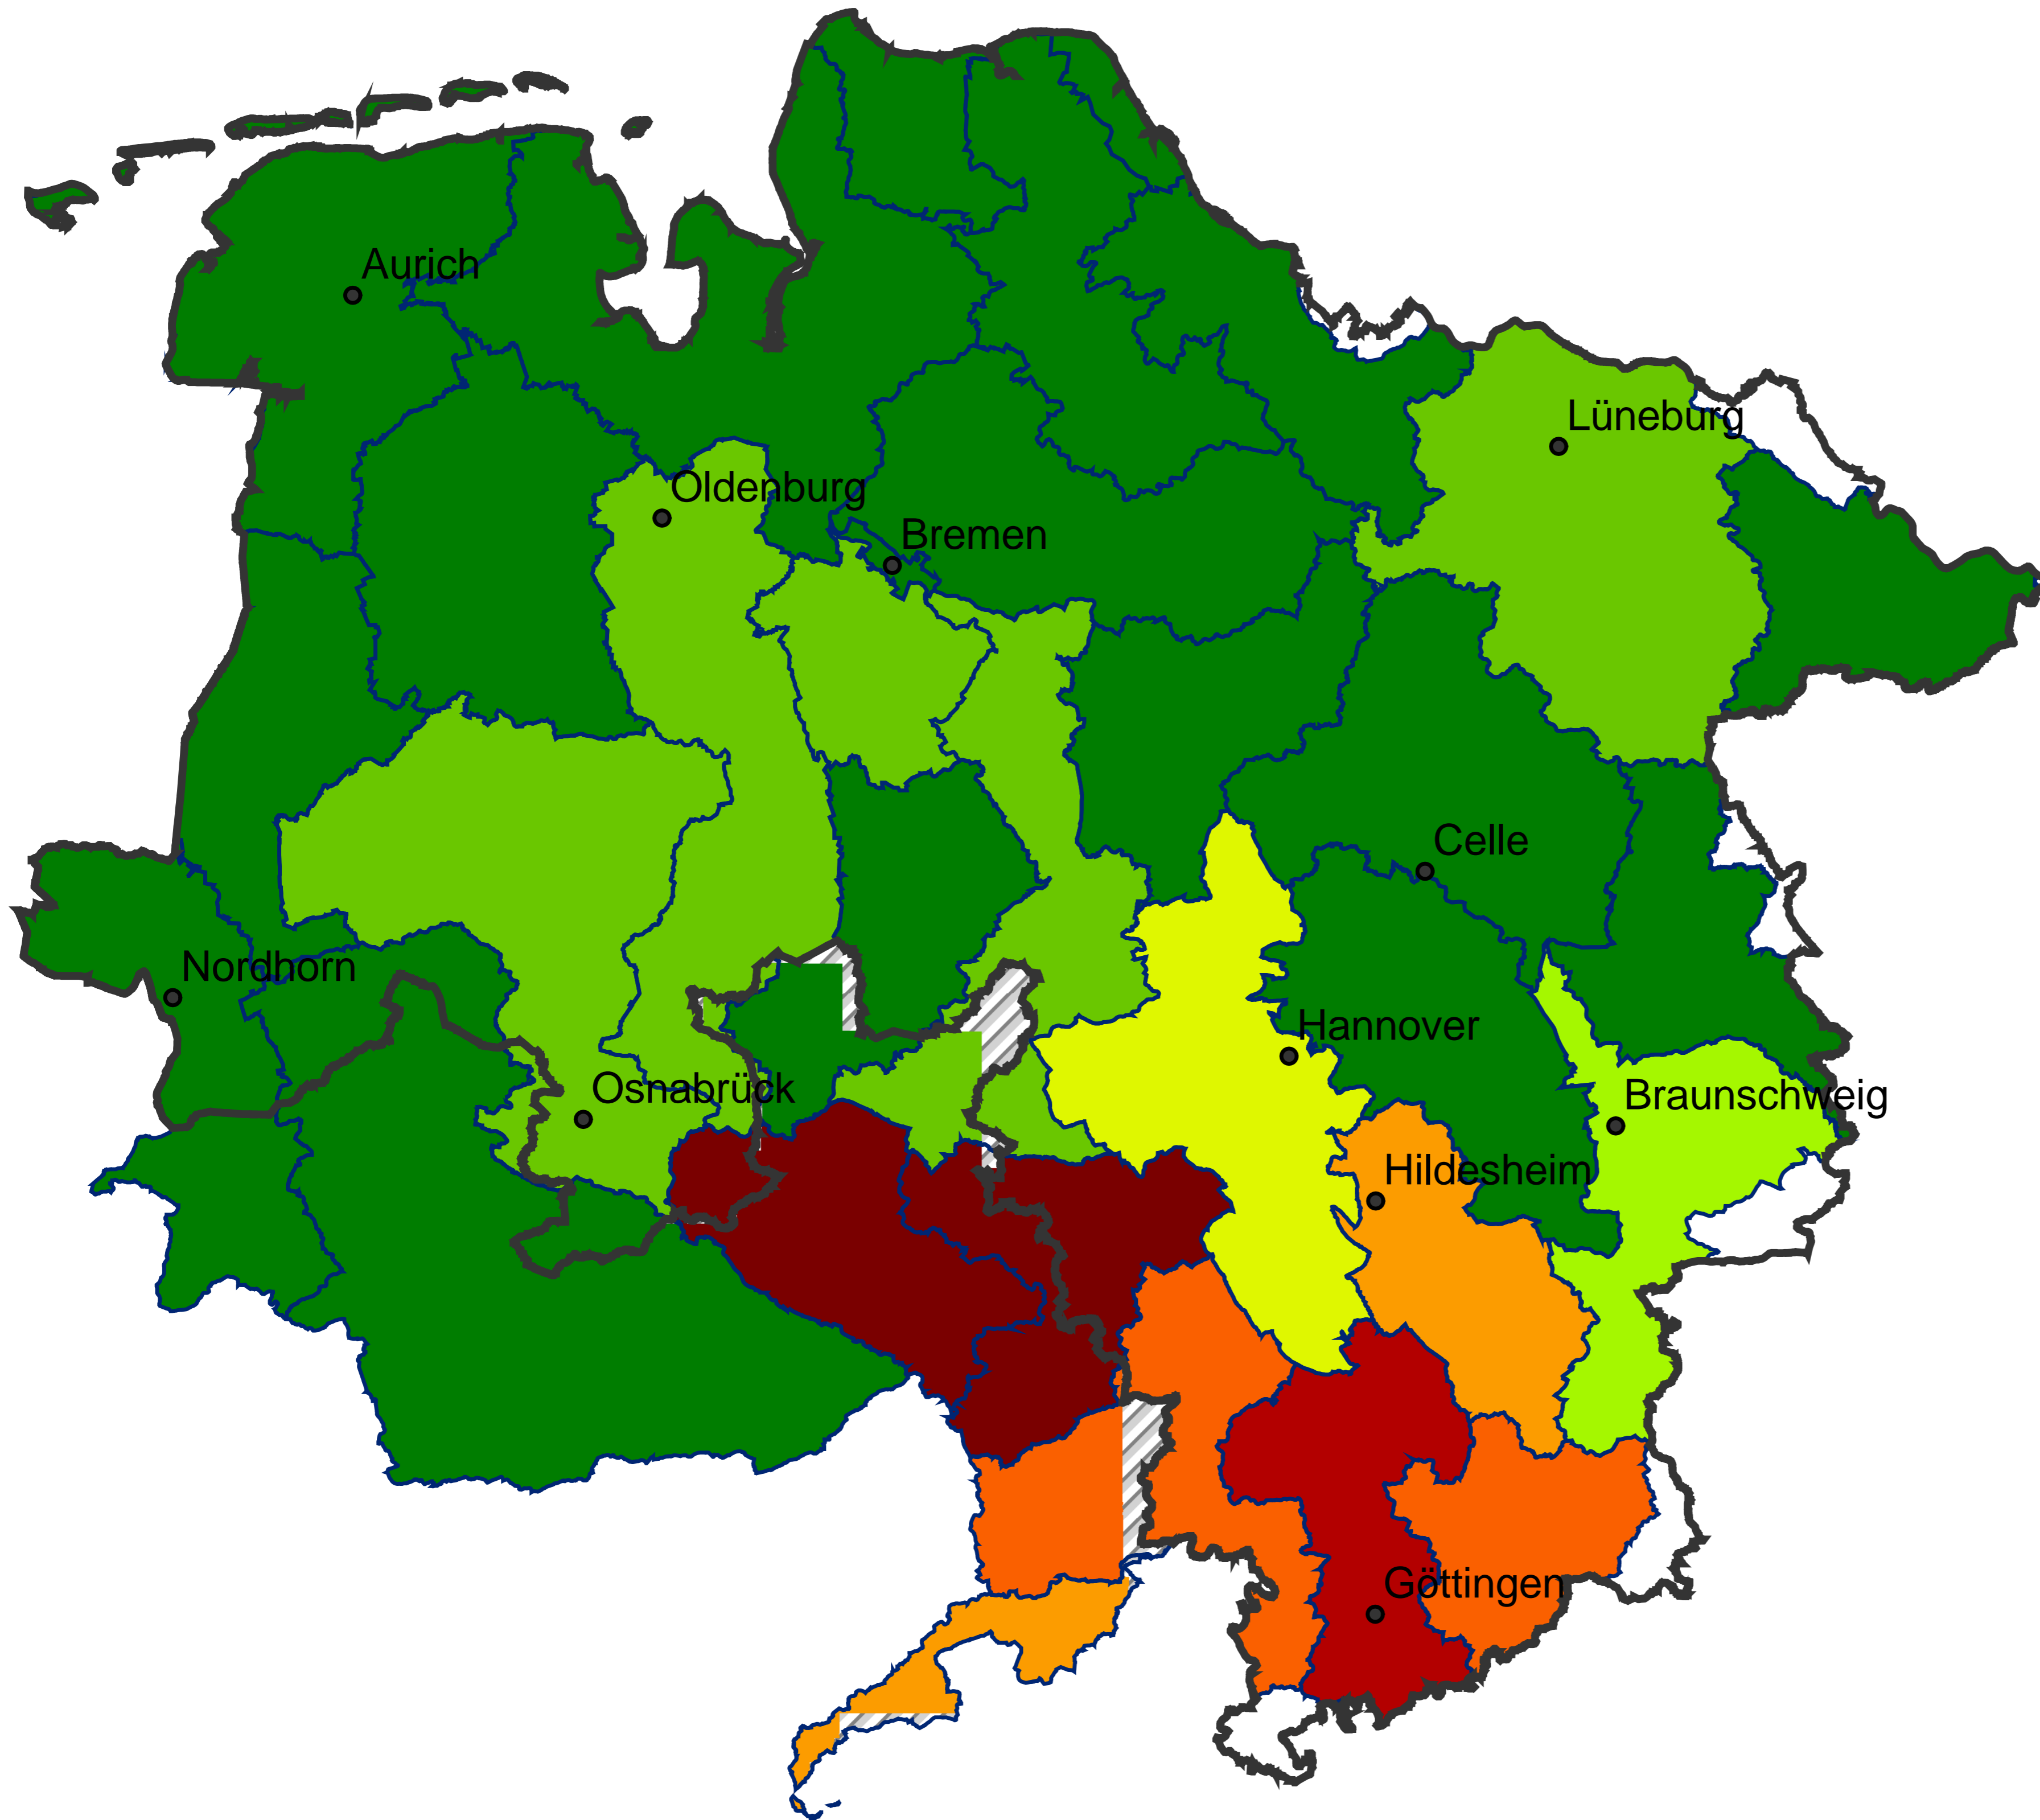 Aurich
Lüneburg
Oldenburg
Bremen
Celle
Nordhorn
Hannover
Osnabrück
Braunschweig
Hildesheim
Göttingen